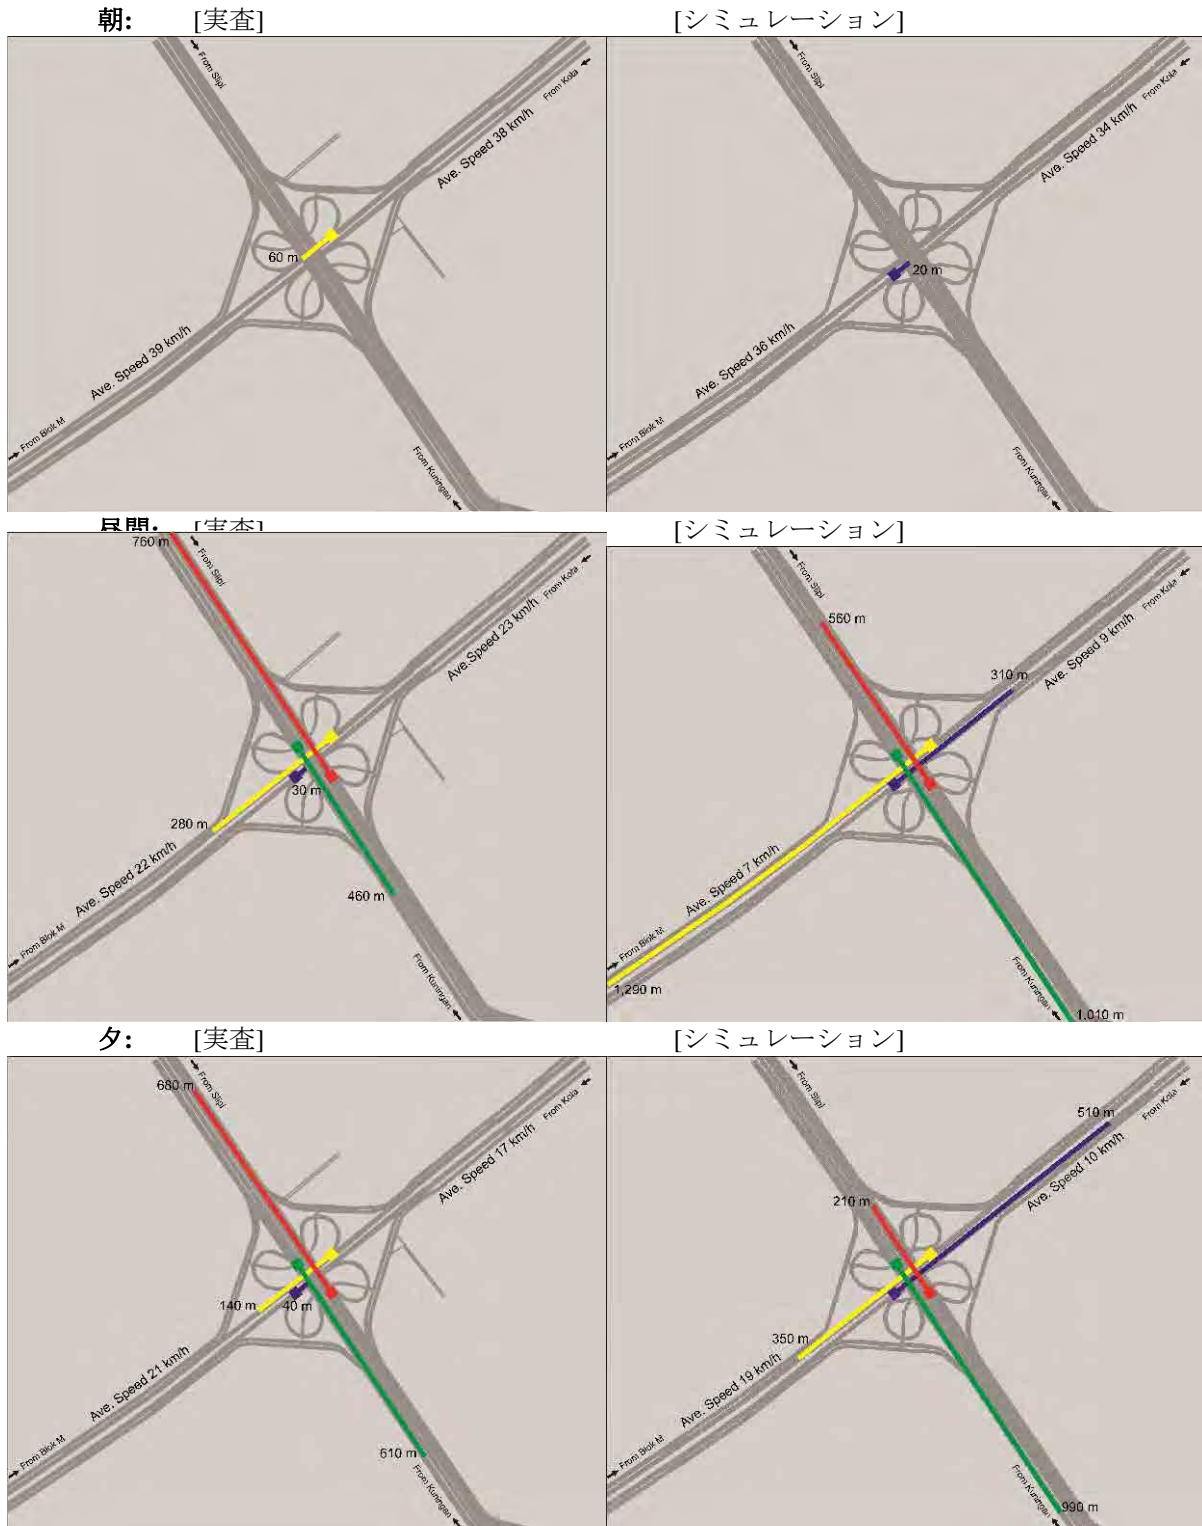 朝: [実査] [シミュレーション]
From Slipi
From Kota
Ave. Speed 38 km/h
60 m
Ave. Speed 39 km/h
From Blok M
From Kuningan
From Slipi
From Kota
Ave. Speed 34 km/h
20 m
Ave. Speed 36 km/h
From Blok M
From Kuningan
昼間: [実査] [シミュレーション]
760 m
From Slipi
From Kota
Ave. Speed 23 km/h
30 m
280 m
Ave. Speed 22 km/h
460 m
From Blok M
From Kuningan
From Slipi
From Kota
560 m
Ave. Speed 9 km/h
310 m
Ave. Speed 7 km/h
From Blok M
1,290 m
From Kuningan
1,010 m
夕: [実査] [シミュレーション]
680 m
From Slipi
From Kota
Ave. Speed 17 km/h
140 m
40 m
Ave. Speed 21 km/h
610 m
From Blok M
From Kuningan
From Slipi
510 m
From Kota
Ave. Speed 10 km/h
210 m
350 m
Ave. Speed 19 km/h
From Blok M
From Kuningan
990 m